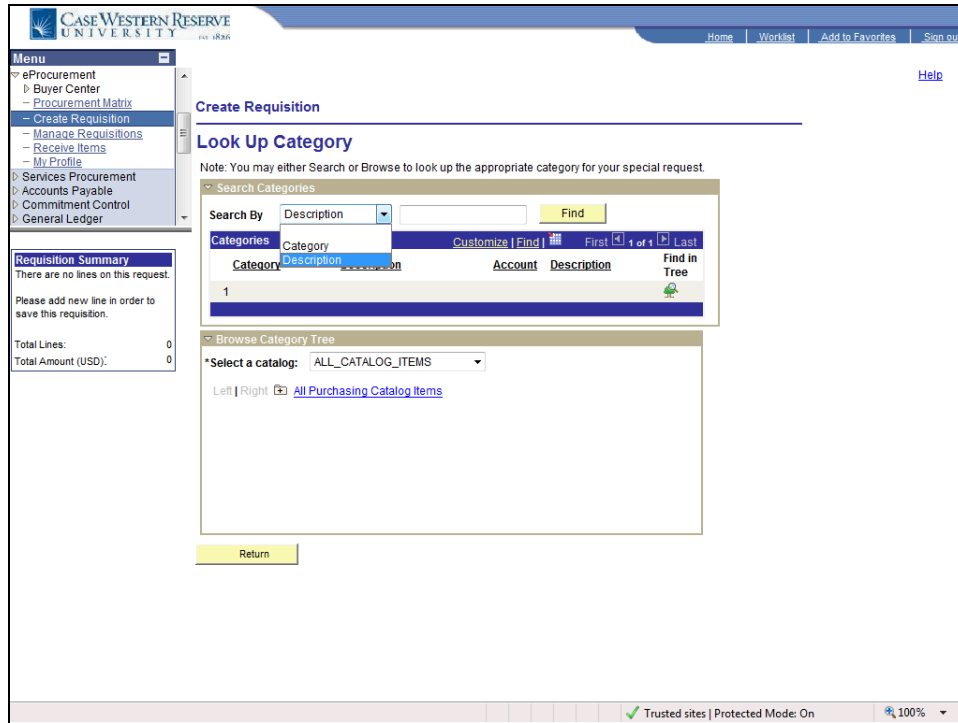 CASE WESTERN RESERVE
UNIVERSITY EST. 1826
Home Worklist Add to Favorites Sign ou
Menu
eProcurement
Buyer Center
Procurement Matrix
Create Requisition
Manage Requisitions
Receive Items
My Profile
Services Procurement
Accounts Payable
Commitment Control
General Ledger
Requisition Summary
There are no lines on this request.
Please add new line in order to
save this requisition.
Total Lines: 0
Total Amount (USD): 0
Help
Create Requisition
Look Up Category
Note: You may either Search or Browse to look up the appropriate category for your special request.
Search Categories
Search By Description Find
Category
Description
Categories Customize | Find | First 1 of 1 Last
Category Description Account Description Find in
Tree
1
Browse Category Tree
*Select a catalog: ALL_CATALOG_ITEMS
Left | Right All Purchasing Catalog Items
Return
Trusted sites | Protected Mode: On 100%